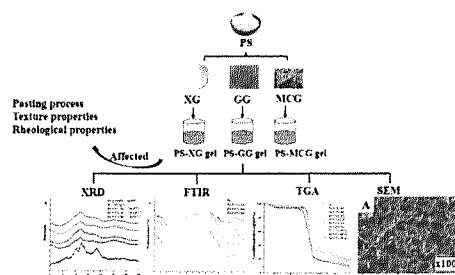 PS
XG GG MCG
Pasting process
Texture properties
Rheological properties
PS-XG gel PS-GG gel PS-MCG gel
Affected
XRD FTIR TGA SEM
A
x100